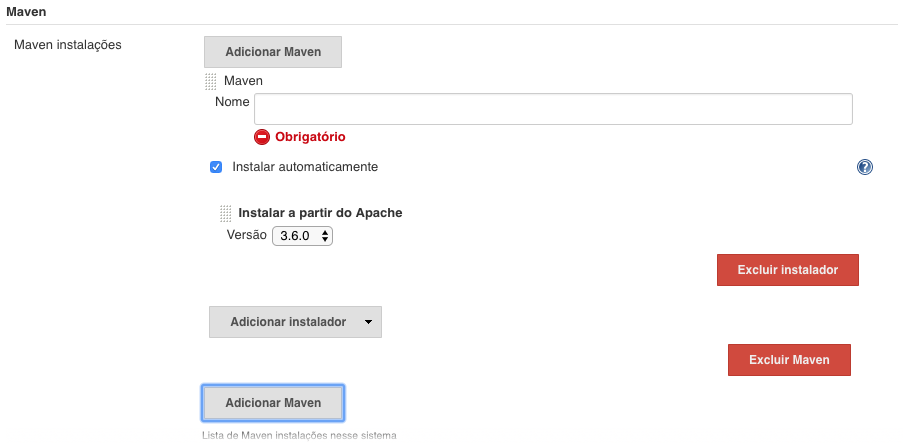 Maven
Maven instalações
Adicionar Maven
Maven
Nome
Obrigatório
Instalar automaticamente
?
Instalar a partir do Apache
Versão 3.6.0
Excluir instalador
Adicionar instalador
Excluir Maven
Adicionar Maven
Lista de Maven instalações nesse sistema